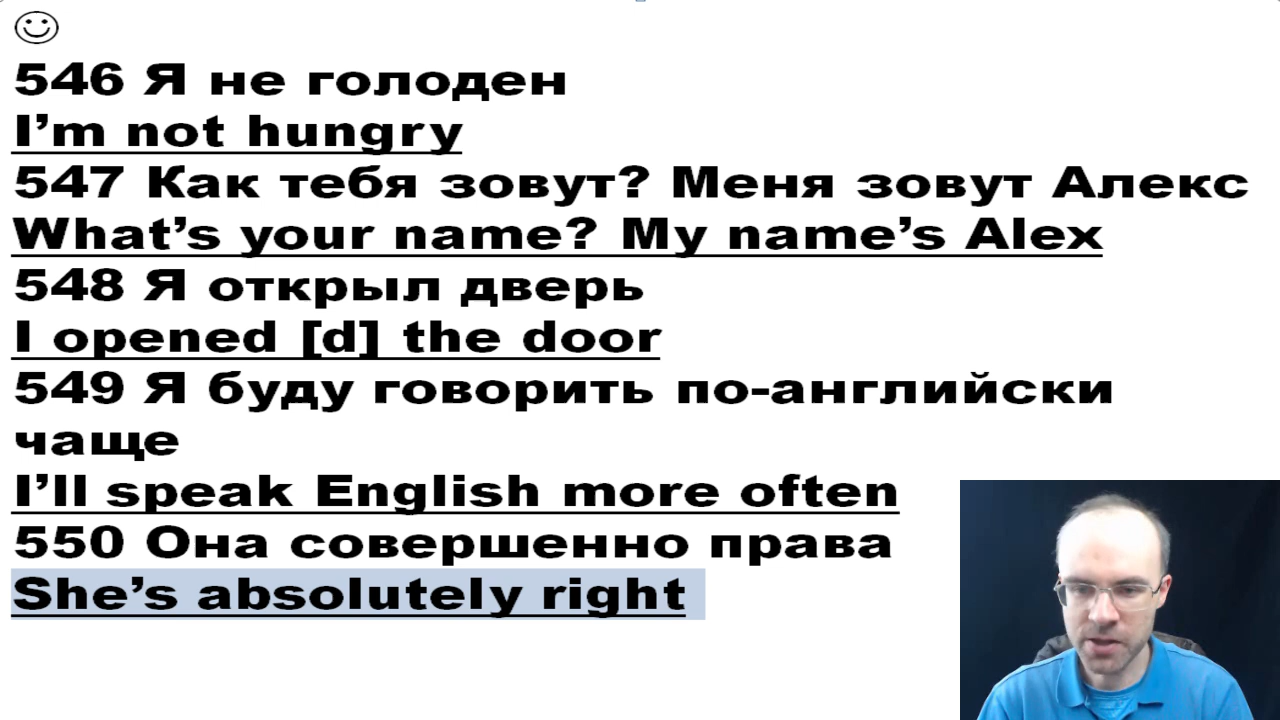 546 Я не голоден
I’m not hungry
547 Как тебя зовут? Меня зовут Алекс
What’s your name? My name’s Alex
548 Я открыл дверь
I opened [d] the door
549 Я буду говорить по-английски
чаще
I’ll speak English more often
550 Она совершенно права
She’s absolutely right